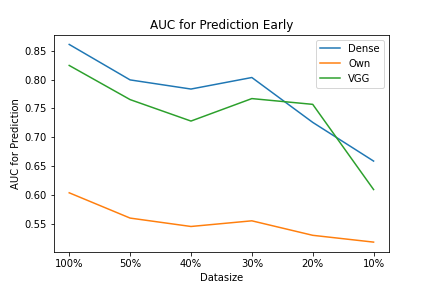 AUC for Prediction Early
Dense
Own
VGG
AUC for Prediction
0.85
0.80
0.75
0.70
0.65
0.60
0.55
100%
50%
40%
30%
20%
10%
Datasize